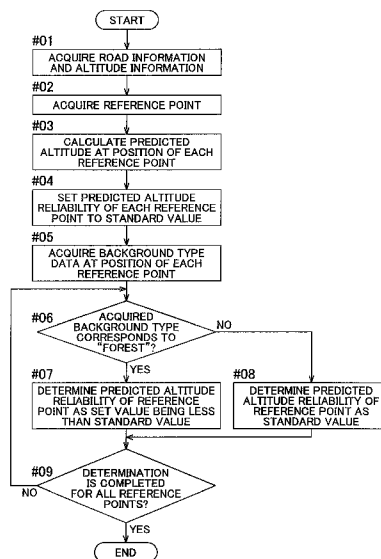 START
#01
ACQUIRE ROAD INFORMATION
AND ALTITUDE INFORMATION
#02
ACQUIRE REFERENCE POINT
#03
CALCULATE PREDICTED
ALTITUDE AT POSITION OF EACH
REFERENCE POINT
#04
SET PREDICTED ALTITUDE
RELIABILITY OF EACH REFERENCE
POINT TO STANDARD VALUE
#05
ACQUIRE BACKGROUND TYPE
DATA AT POSITION OF EACH
REFERENCE POINT
#06
ACQUIRED
BACKGROUND TYPE
CORRESPONDS TO
"FOREST"?
NO
YES
#07
DETERMINE PREDICTED ALTITUDE
RELIABILITY OF REFERENCE
POINT AS SET VALUE BEING LESS
THAN STANDARD VALUE
#08
DETERMINE PREDICTED
ALTITUDE RELIABILITY OF
REFERENCE POINT AS
STANDARD VALUE
#09
DETERMINATION
IS COMPLETED
FOR ALL REFERENCE
POINTS?
NO
YES
END